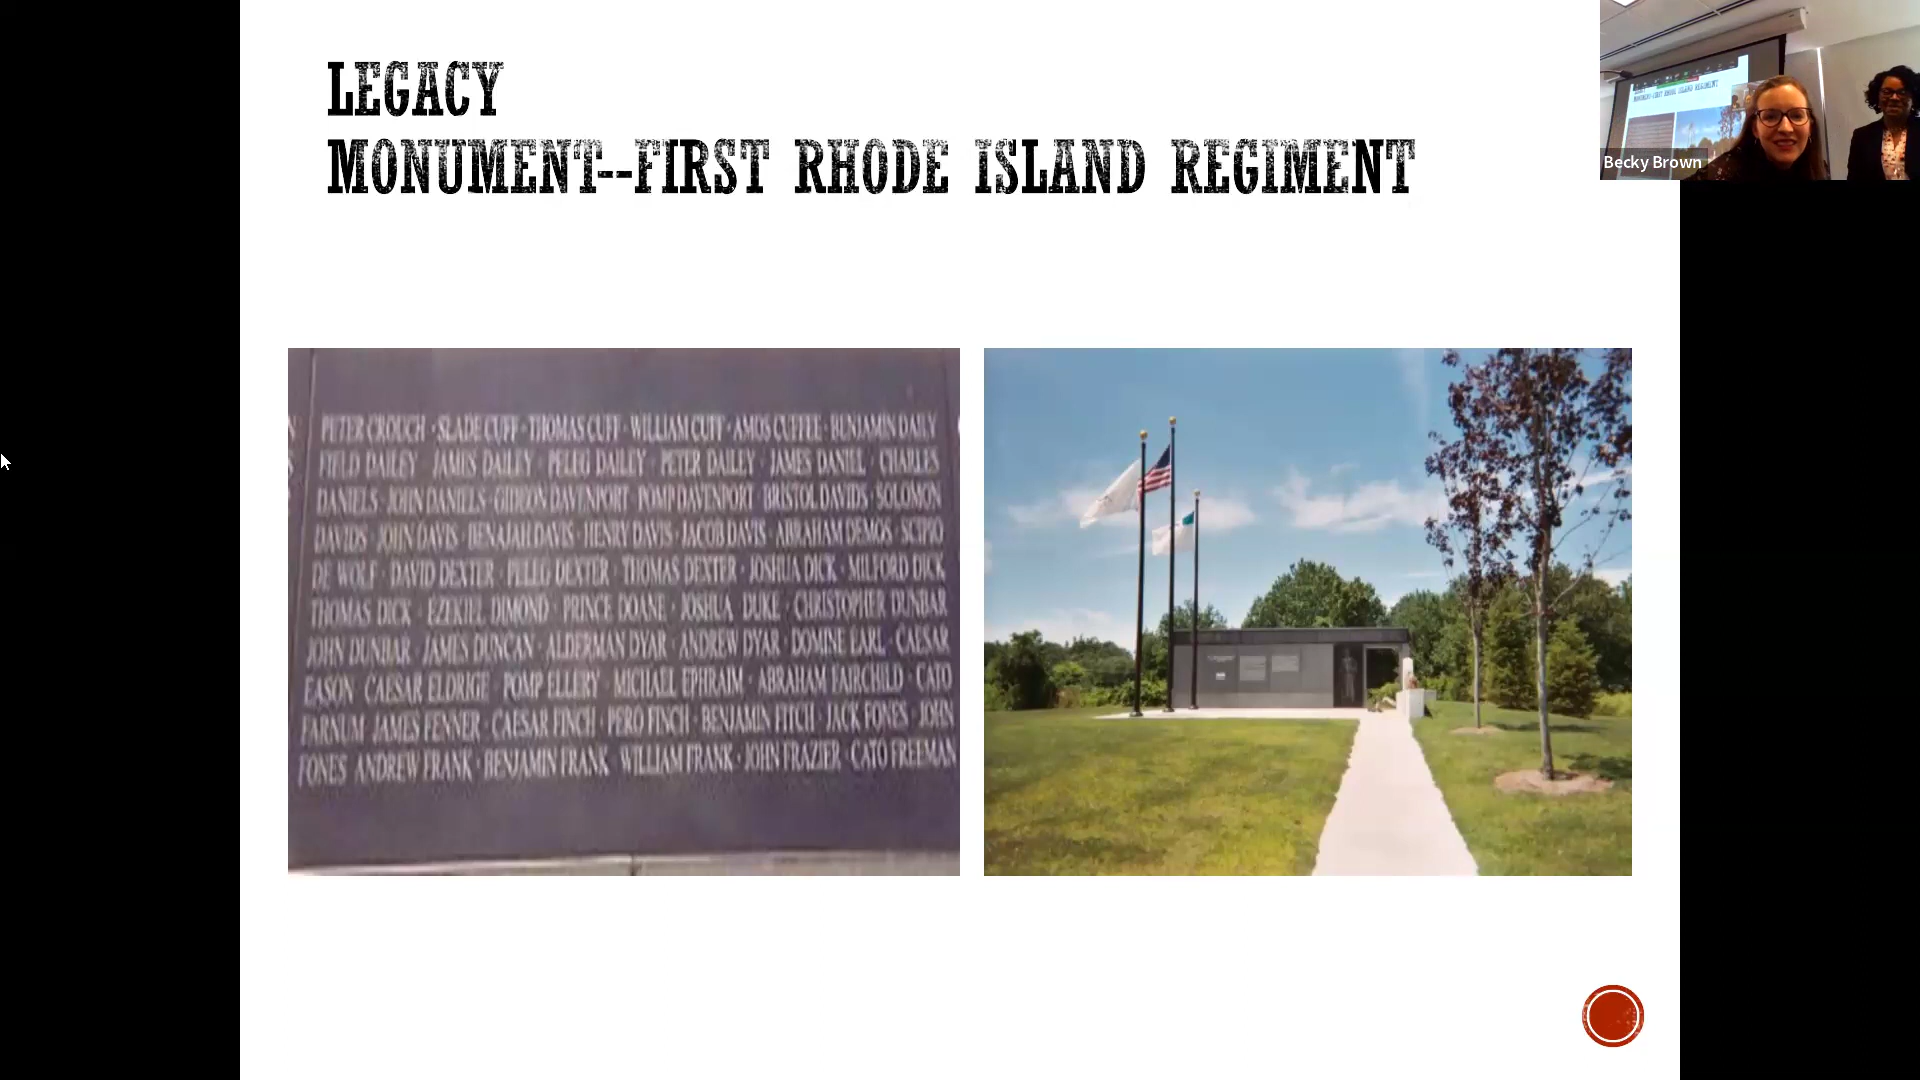 LEGACY
MONUMENT--FIRST RHODE ISLAND REGIMENT
PETER CROUCH · SLADE CUFF · THOMAS CUFF · WILLIAM CUFF · AMOS CUFFEE · BENJAMIN DAILY
FIELD DAILEY · JAMES DAILEY · PELEG DAILEY · PETER DAILEY · JAMES DANIEL · CHARLES
DANIELS · JOHN DANIELS · GIDEON DAVENPORT · POMP DAVENPORT · BRISTOL DAVIDS · SOLOMON
DAVIDS · JOHN DAVIS · BENAJAH DAVIS · HENRY DAVIS · JACOB DAVIS · ABRAHAM DEMOS · SCIPIO
DE WOLF · DAVID DEXTER · PELEG DEXTER · THOMAS DEXTER · JOSHUA DICK · MILFORD DICK
THOMAS DICK · EZEKIEL DIMOND · PRINCE DOANE · JOSHUA DUKE · CHRISTOPHER DUNBAR
JOHN DUNBAR · JAMES DUNCAN · ALDERMAN DYAR · ANDREW DYAR · DOMINE EARL · CAESAR
EASON · CAESAR ELDRIGE · POMP ELLERY · MICHAEL EPHRAIM · ABRAHAM FAIRCHILD · CATO
FARNUM · JAMES FENNER · CAESAR FINCH · PERO FINCH · BENJAMIN FITCH · JACK FONES · JOHN
FONES · ANDREW FRANK · BENJAMIN FRANK · WILLIAM FRANK · JOHN FRAZIER · CATO FREEMAN
Becky Brown